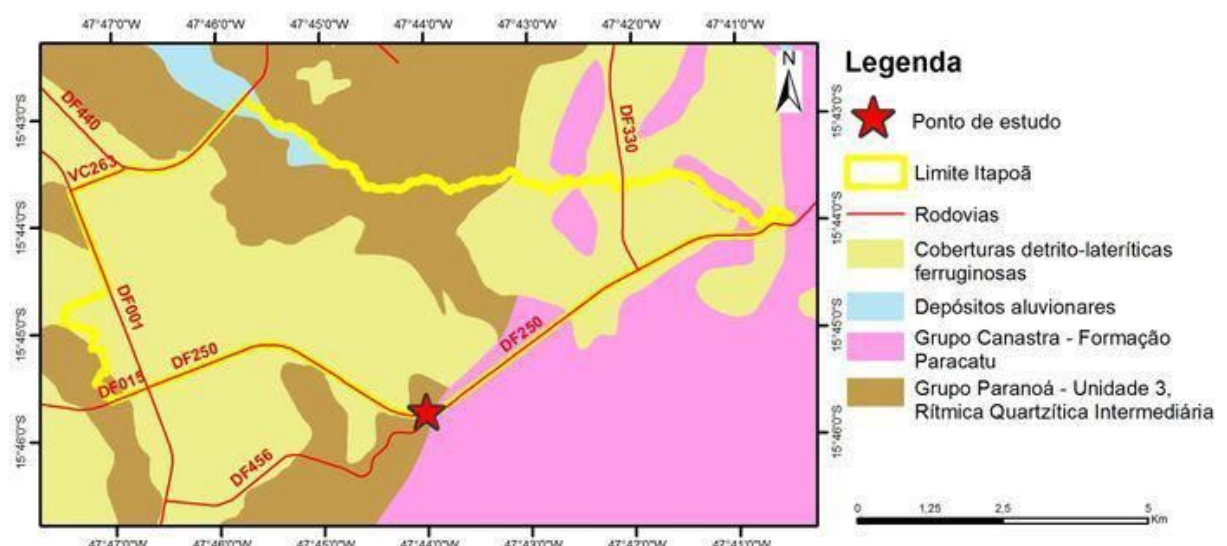 47°47'0"W 47°46'0"W 47°45'0"W 47°44'0"W 47°43'0"W 47°42'0"W 47°41'0"W
15°43'0"S
15°44'0"S
15°45'0"S
15°46'0"S
DF440
VC263
DF001
DF250
DF015
DF456
DF250
DF330
N
15°43'0"S
15°44'0"S
15°45'0"S
15°46'0"S
47°47'0"W 47°46'0"W 47°45'0"W 47°44'0"W 47°43'0"W 47°42'0"W 47°41'0"W
Legenda
Ponto de estudo
Limite Itapoã
Rodovias
Coberturas detrito-lateríticas
ferruginosas
Depósitos aluvionares
Grupo Canastra - Formação
Paracatu
Grupo Paranoá - Unidade 3,
Rítmica Quartzítica Intermediária
0 1,25 2,5 5
Km